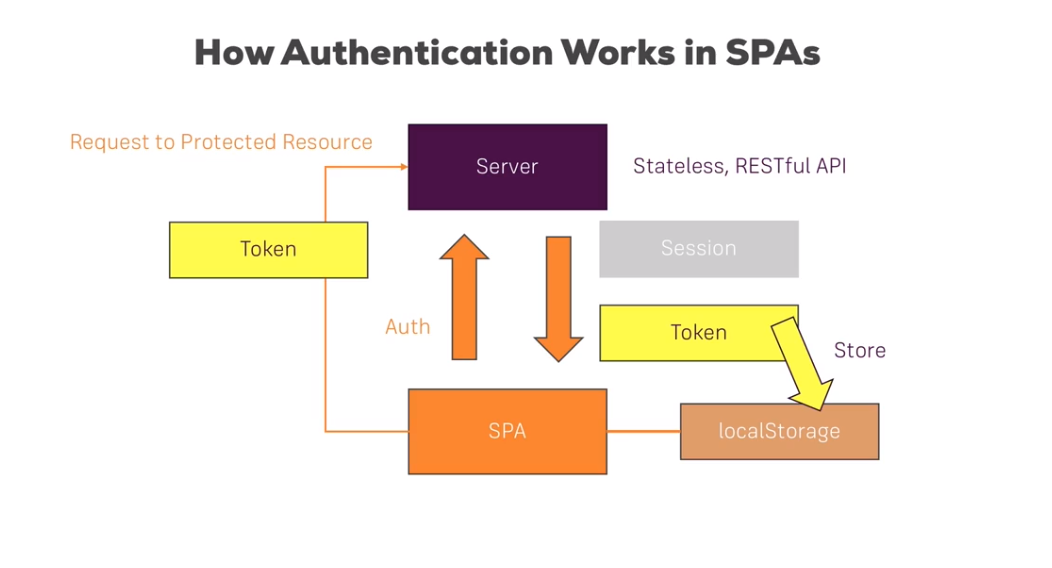 How Authentication Works in SPAs
Request to Protected Resource
Server
Stateless, RESTful API
Token
Session
Auth
Token
Store
SPA
localStorage